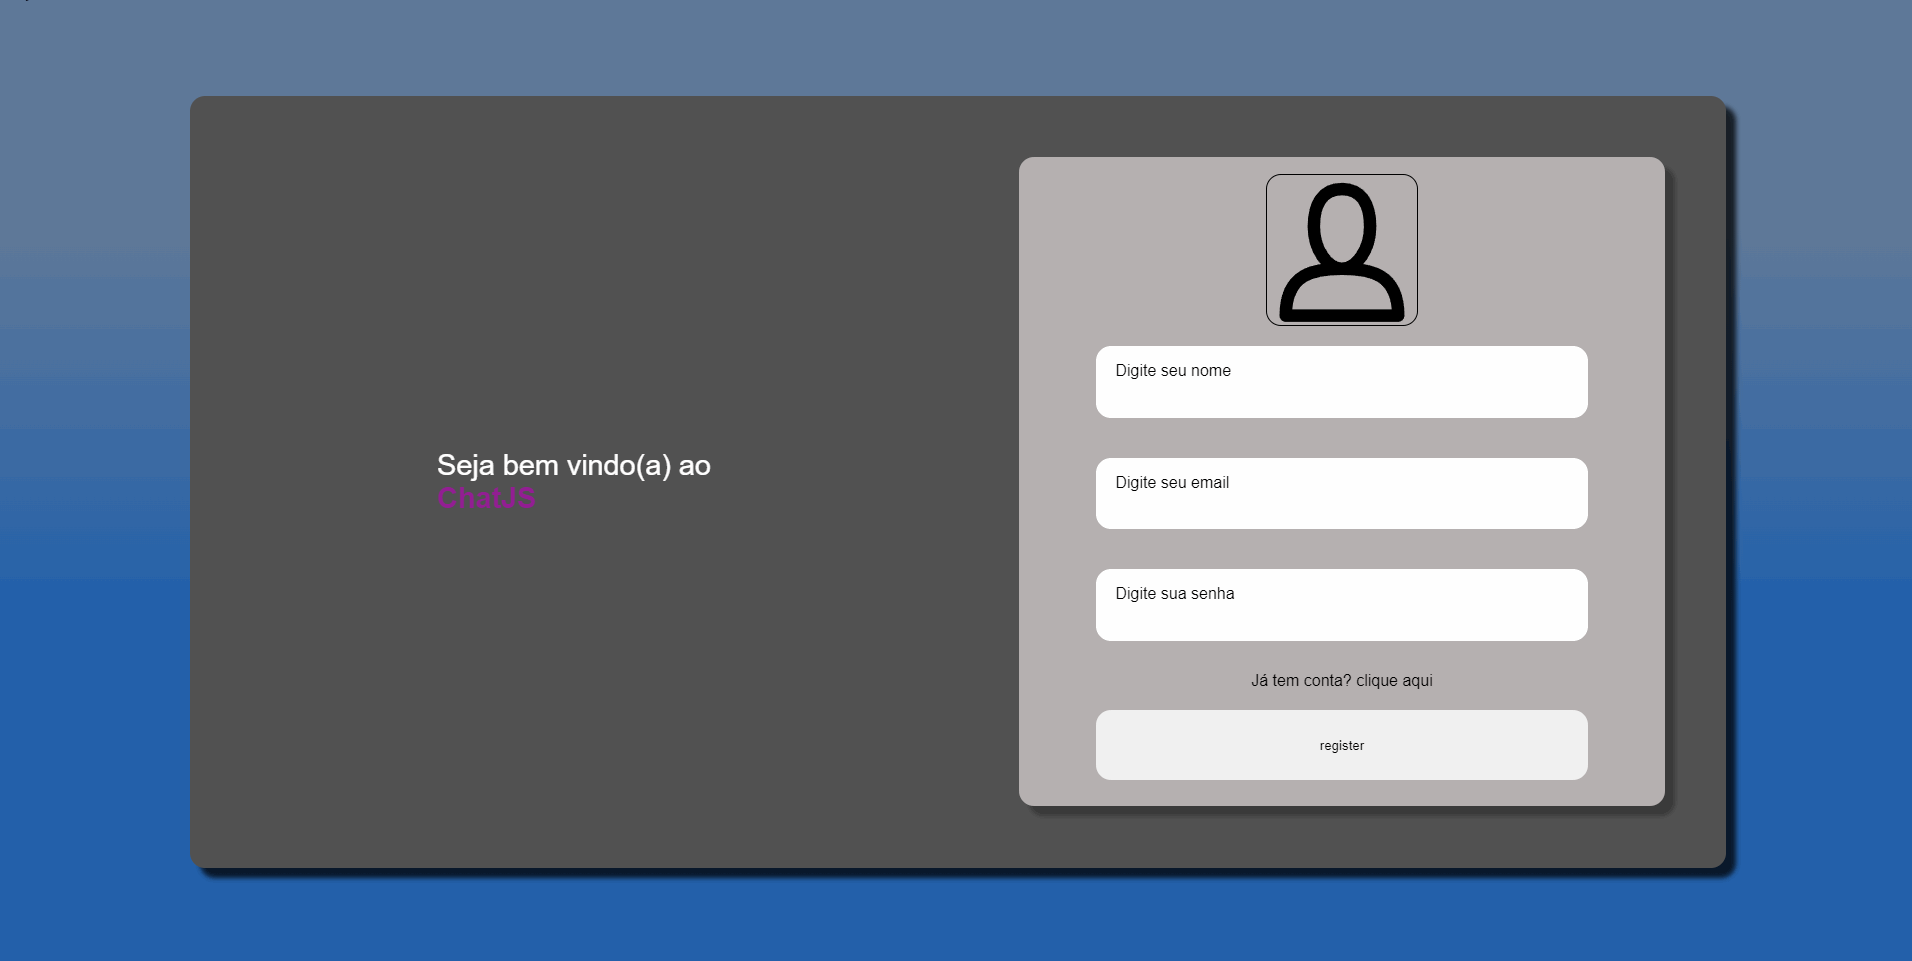 Seja bem vindo(a) ao
ChatJS
Digite seu nome
Digite seu email
Digite sua senha
Já tem conta? clique aqui
register